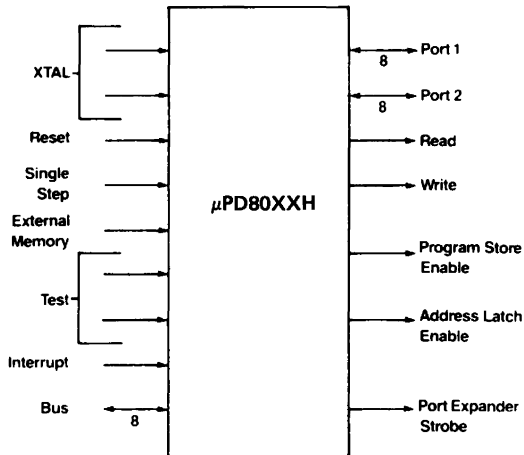 XTAL
Reset
Single
Step
External
Memory
Test
Interrupt
Bus
8
μPD80XXH
8
Port 1
8
Port 2
Read
Write
Program Store
Enable
Address Latch
Enable
Port Expander
Strobe